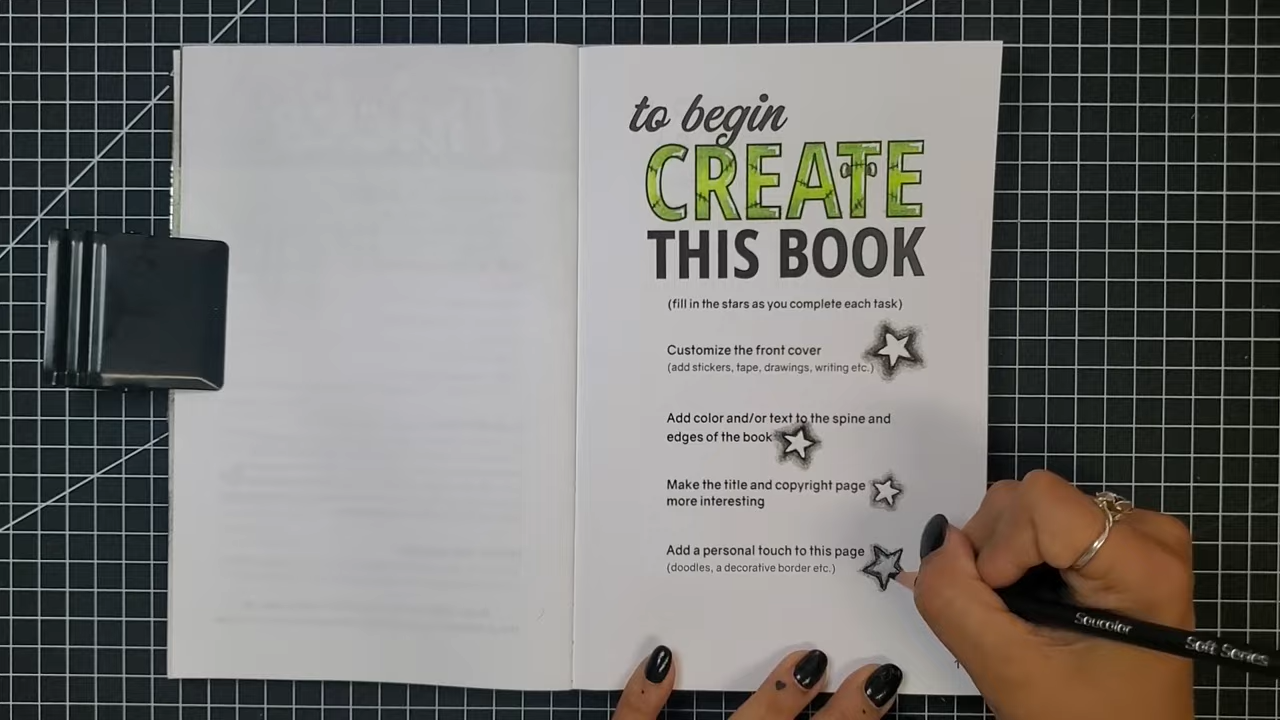 to begin
CREATE
THIS BOOK
(fill in the stars as you complete each task)
Customize the front cover
(add stickers, tape, drawings, writing etc.)
Add color and/or text to the spine and
edges of the book
Make the title and copyright page
more interesting
Add a personal touch to this page
(doodles, a decorative border etc.)
Soucolor Soft Series